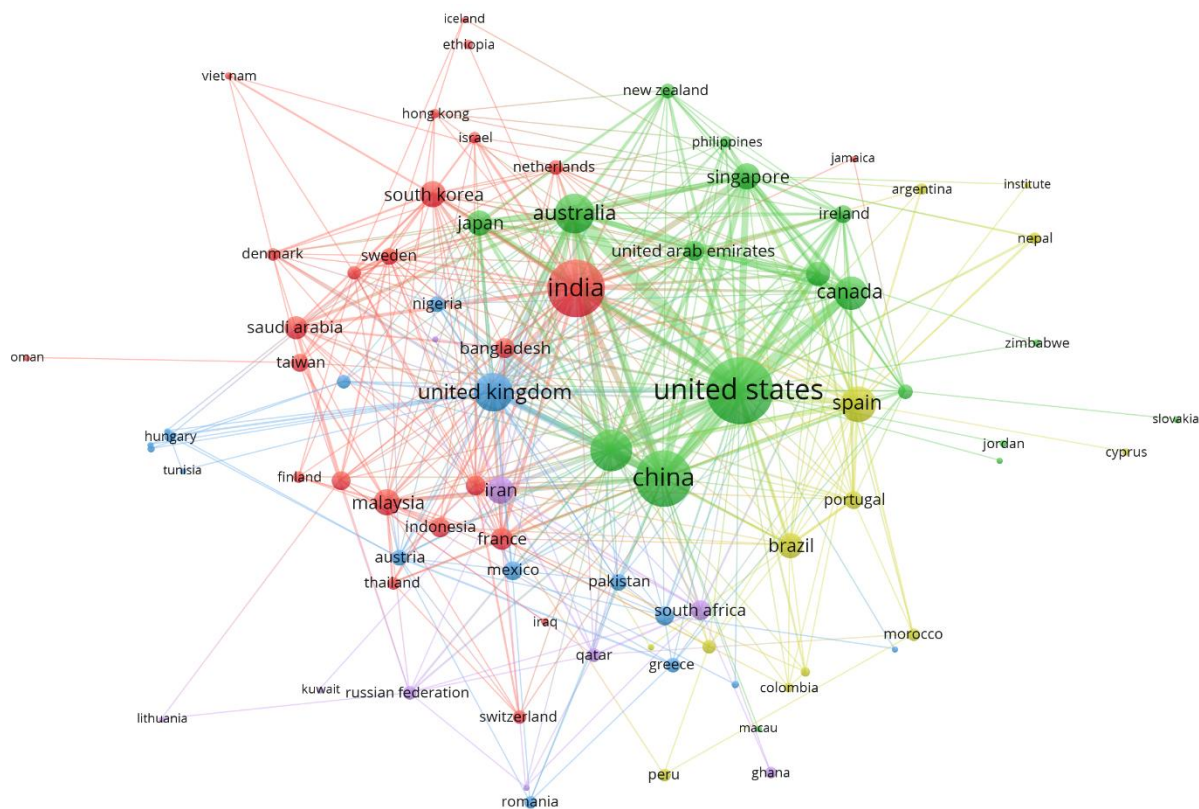 iceland
ethiopia
viet nam
new zealand
hong kong
israel
philippines
netherlands
jamaica
singapore
argentina
institute
south korea
australia
ireland
japan
nepal
denmark
sweden
united arab emirates
india
canada
nigeria
saudi arabia
zimbabwe
bangladesh
oman
taiwan
united kingdom
united states
spain
slovakia
hungary
jordan
cyprus
tunisia
finland
china
iran
malaysia
portugal
indonesia
france
brazil
austria
mexico
thailand
pakistan
south africa
iraq
morocco
qatar
greece
kuwait
russian federation
colombia
lithuania
switzerland
macau
peru
ghana
romania